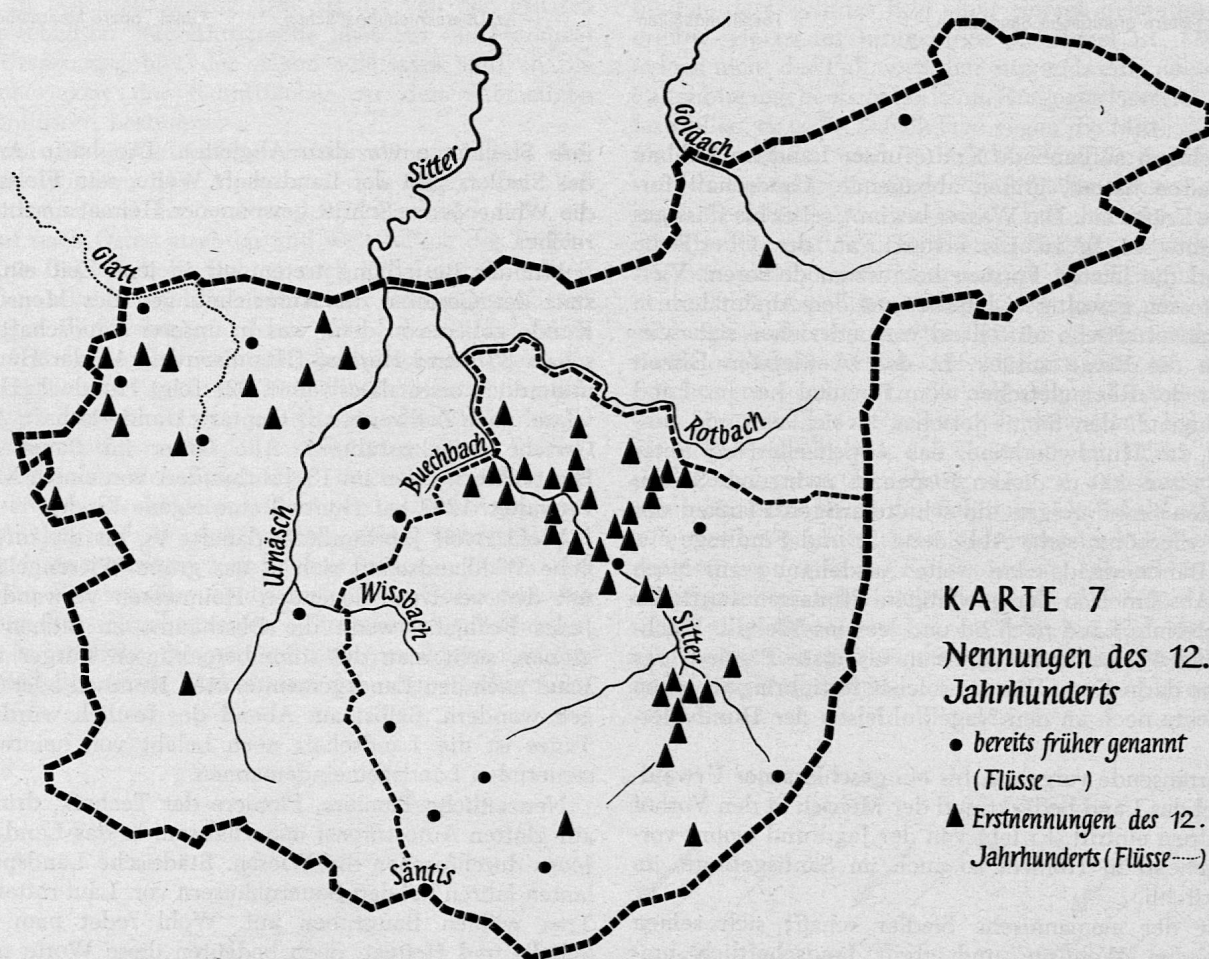 Sitter
Goldach
Glatt
Rotbach
Buechbach
Urnäsch
Wissbach
Sitter
Säntis
KARTE 7
Nennungen des 12.
Jahrhunderts
● bereits früher genannt
(Flüsse —)
▲ Erstnennungen des 12.
Jahrhunderts (Flüsse ........)